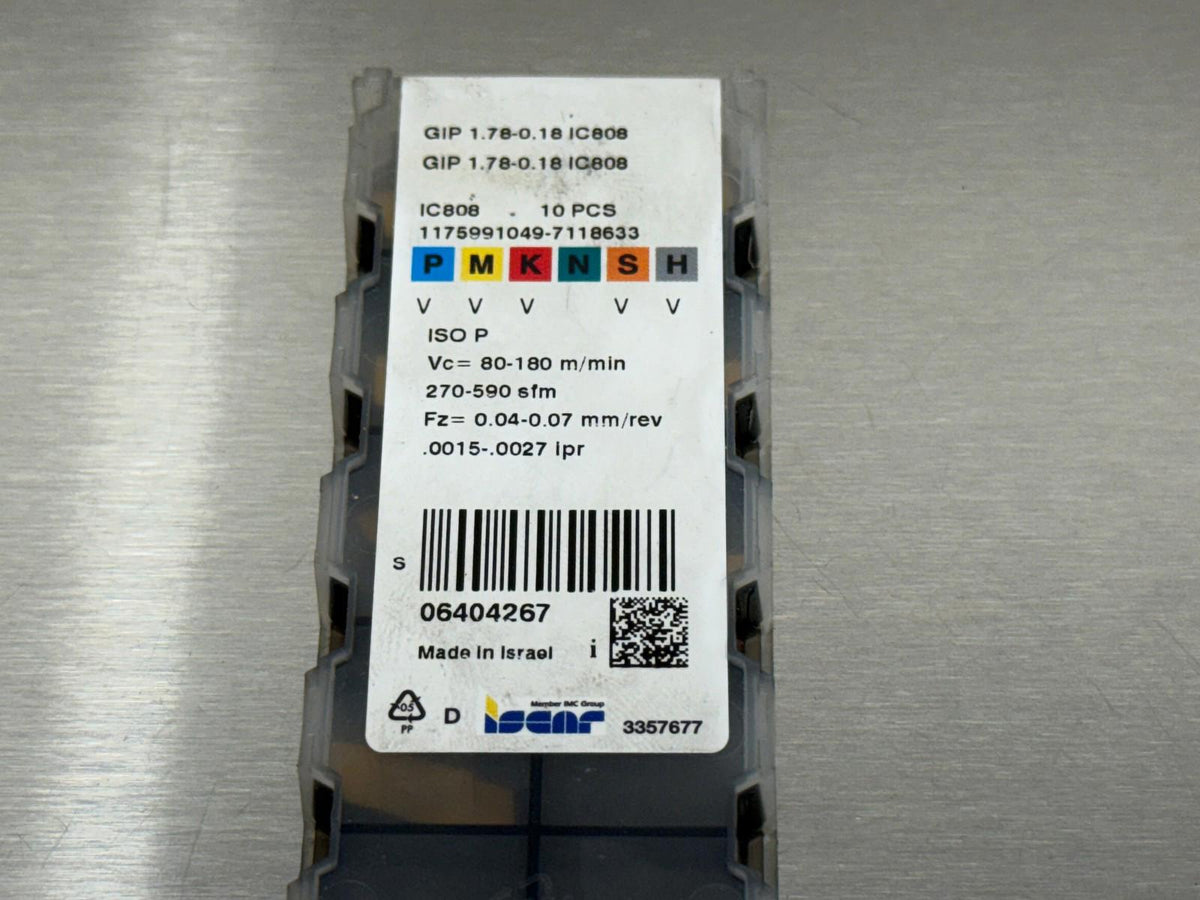 GIP 1.78-0.18 IC808
GIP 1.78-0.18 IC808
IC808 . 10 PCS
1175991049-7118633
P M K N S H
V V V V V
ISO P
Vc= 80-180 m/min
270-590 sfm
Fz= 0.04-0.07 mm/rev
.0015-.0027 ipr
S
06404267
Made in Israel i
05
PP
D
Member IMC Group
iscar
3357677